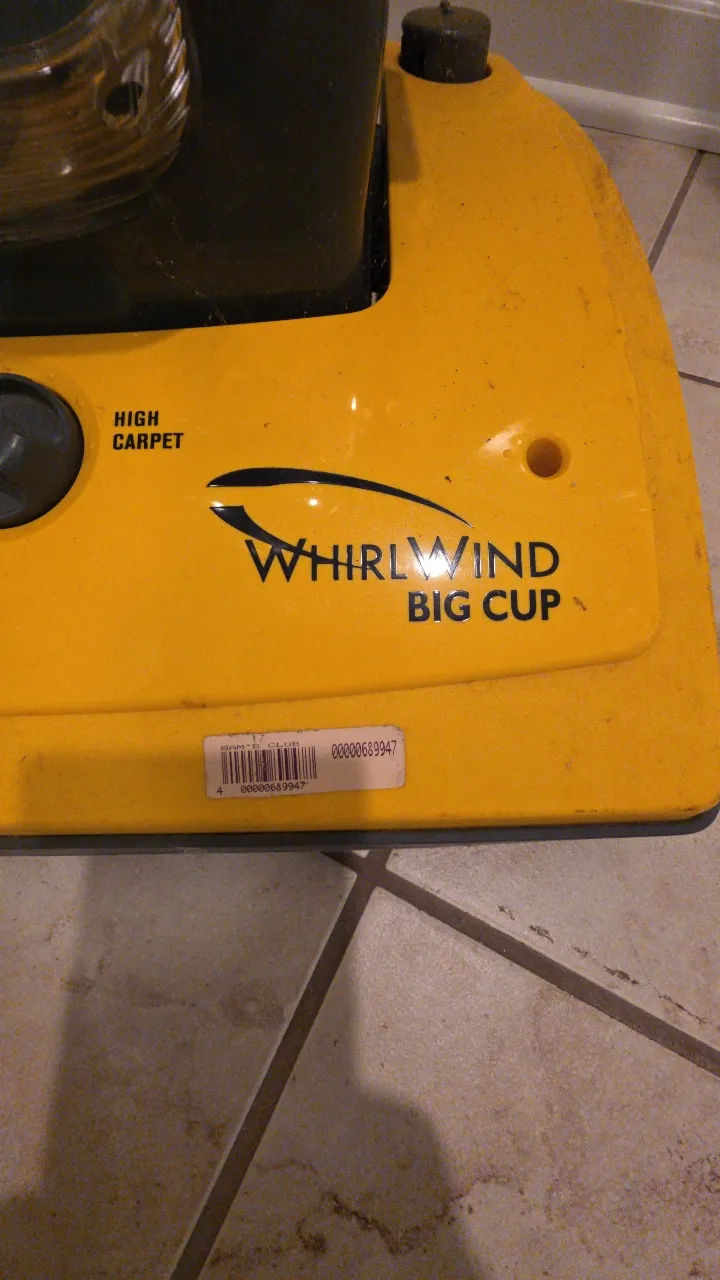 HIGH
CARPET
WHIRLWIND
BIG CUP
SAM'S CLUB
00000689947
4 00000689947